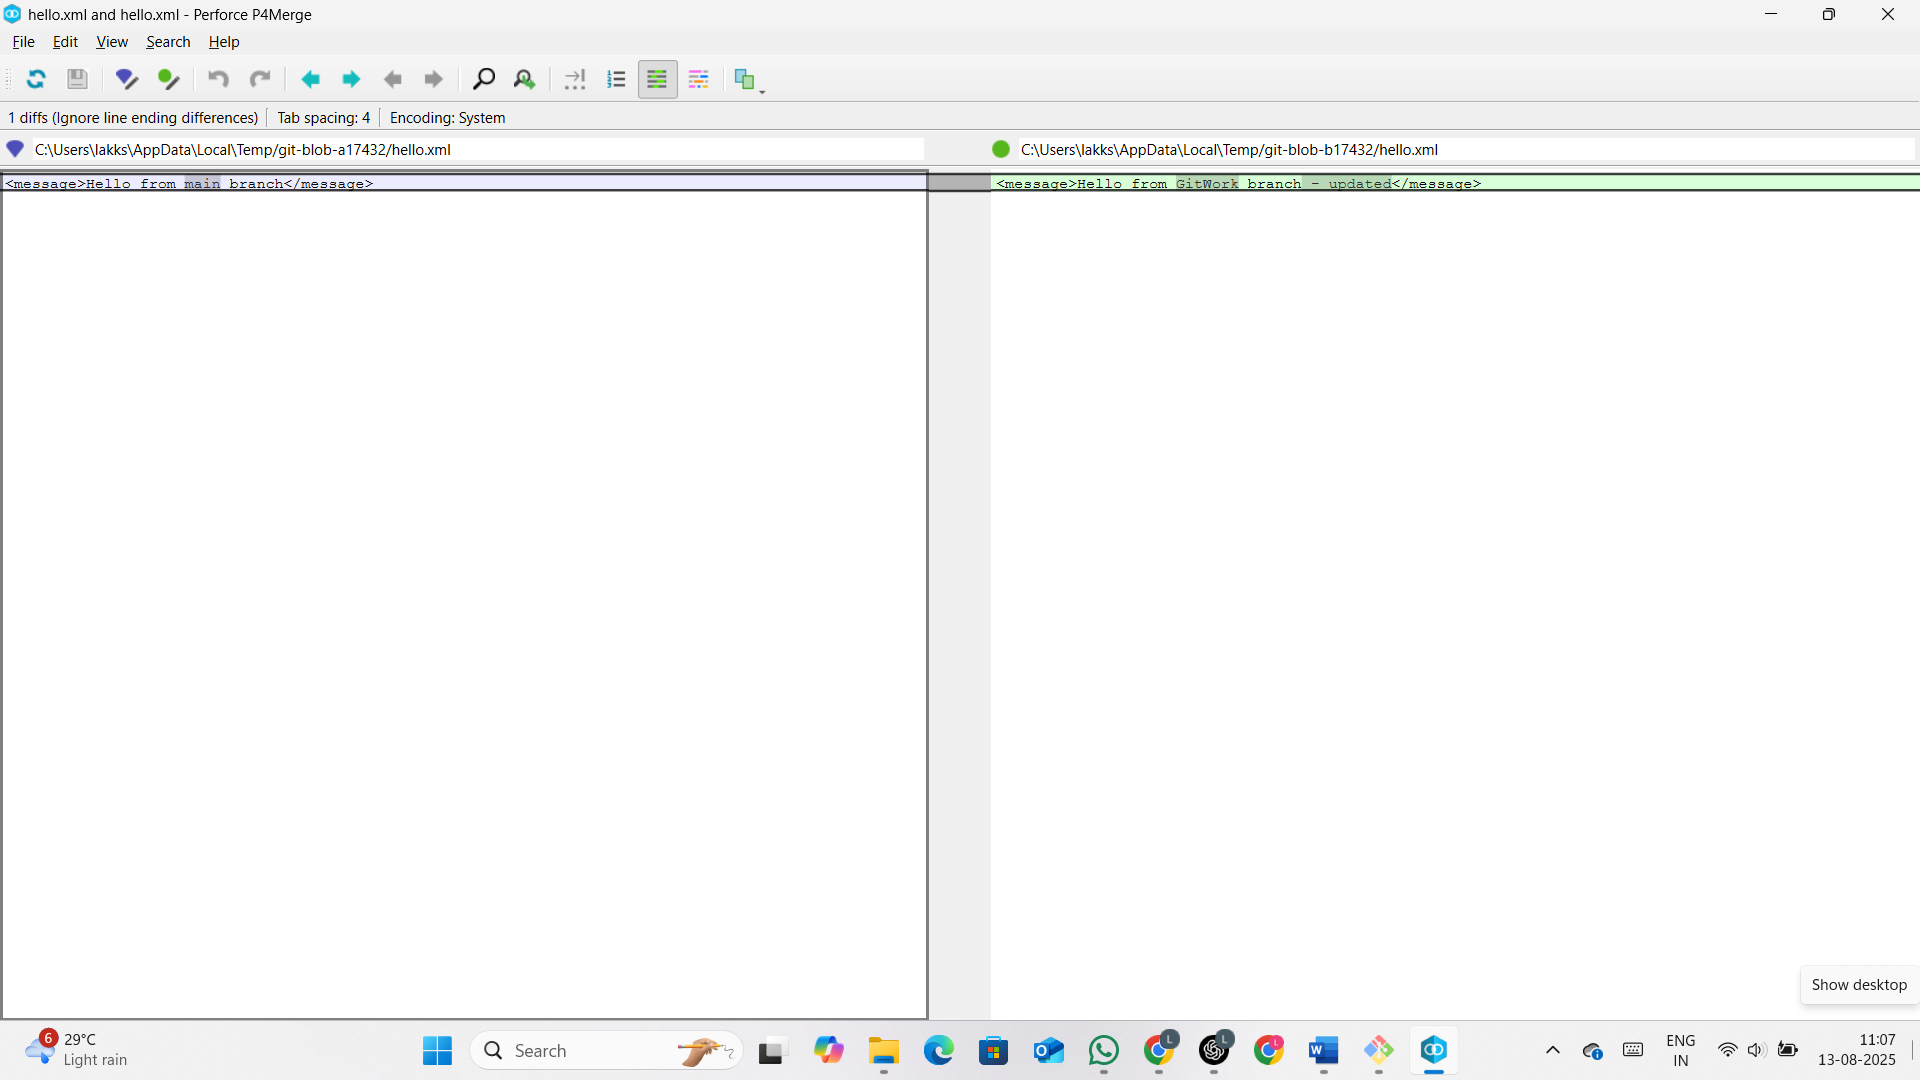 hello.xml and hello.xml - Perforce P4Merge
File Edit View Search Help
1 diffs (Ignore line ending differences) Tab spacing: 4 Encoding: System
C:\Users\lakks\AppData\Local\Temp/git-blob-a17432/hello.xml
C:\Users\lakks\AppData\Local\Temp/git-blob-b17432/hello.xml
<message>Hello from main branch</message>
<message>Hello from GitWork branch - updated</message>
Show desktop
6
29°C
Light rain
Search
L
L
L
ENG
IN
11:07
13-08-2025